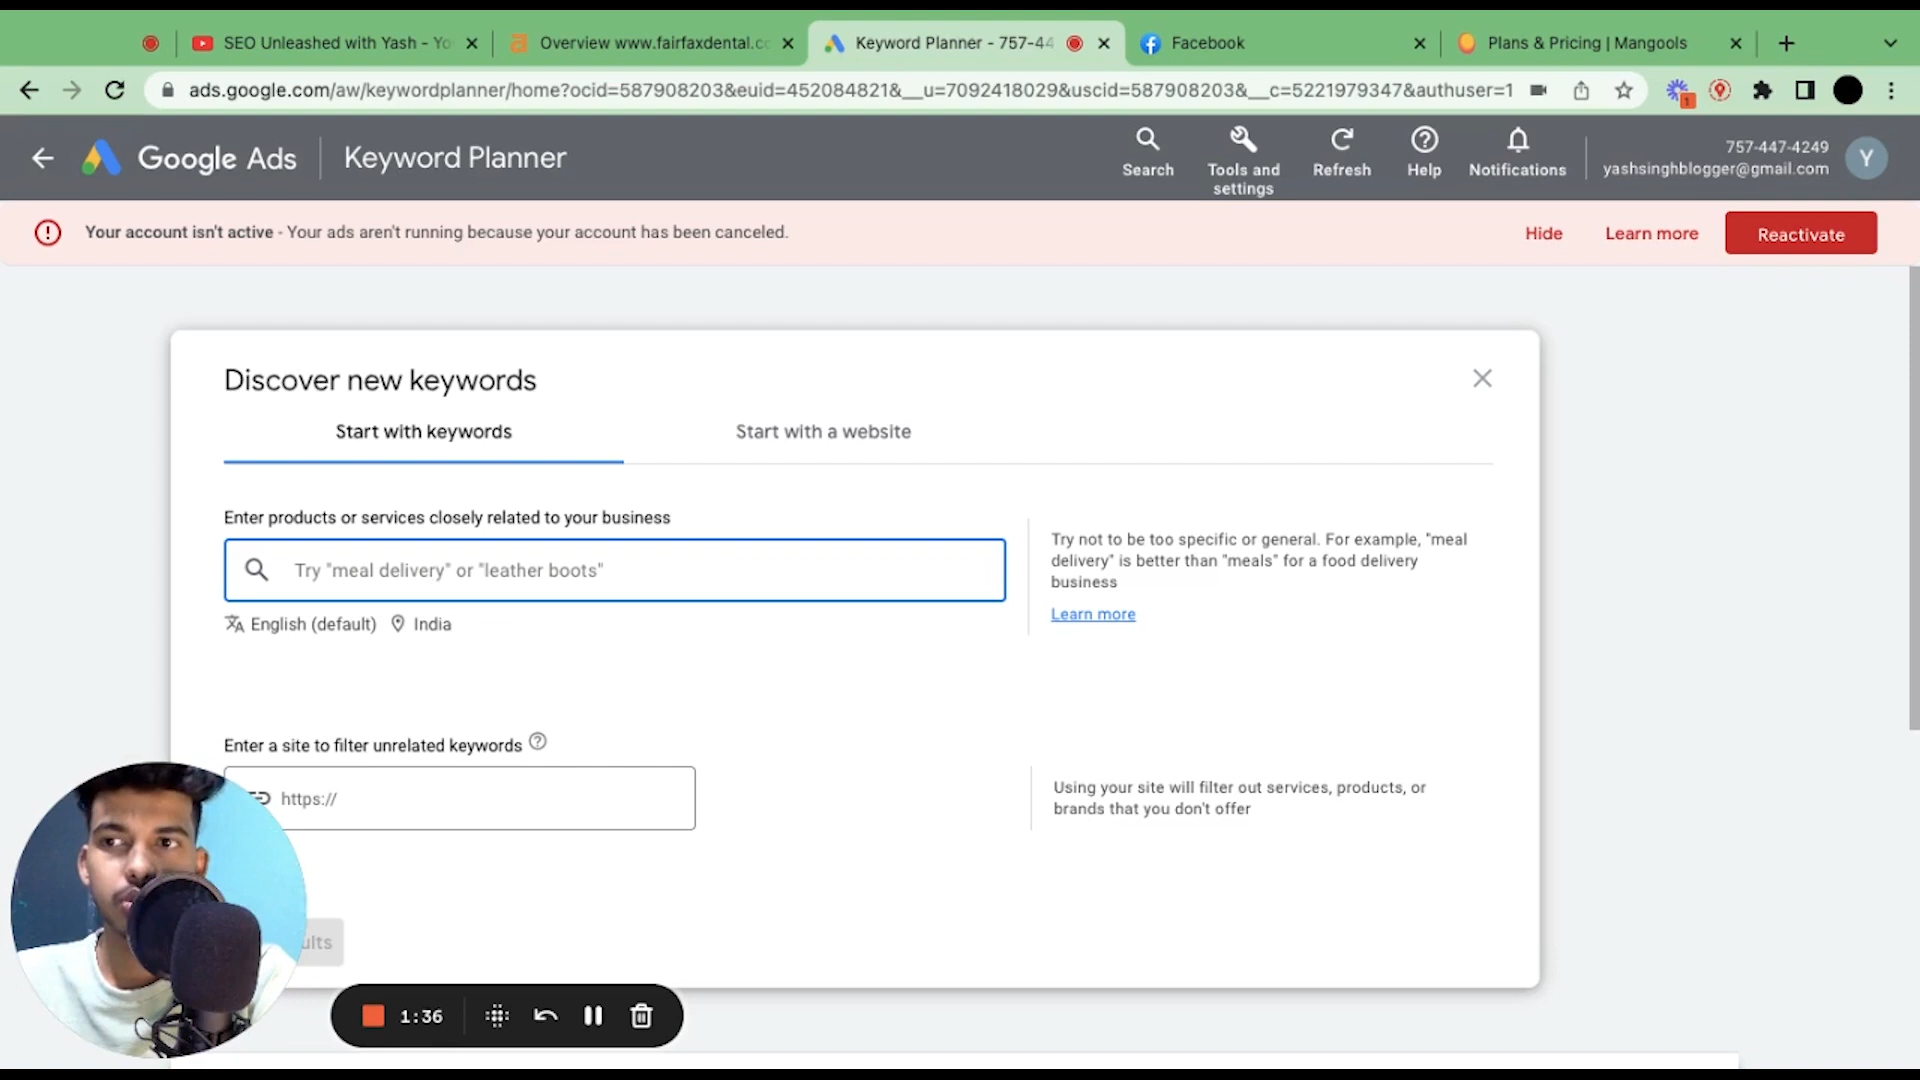 SEO Unleashed with Yash - Yo
Overview www.fairfaxdental.cc
Keyword Planner - 757-44
Facebook
Plans & Pricing | Mangools
ads.google.com/aw/keywordplanner/home?ocid=587908203&euid=452084821&__u=7092418029&uscid=587908203&__c=5221979347&authuser=1
1
Google Ads
Keyword Planner
Search
Tools and
settings
Refresh
Help
Notifications
757-447-4249
yashsinghblogger@gmail.com
Y
Your account isn't active - Your ads aren't running because your account has been canceled.
Hide
Learn more
Reactivate
Discover new keywords
Start with keywords
Start with a website
Enter products or services closely related to your business
Try "meal delivery" or "leather boots"
English (default)
India
Try not to be too specific or general. For example, "meal
delivery" is better than "meals" for a food delivery
business
Learn more
Enter a site to filter unrelated keywords
https://
Using your site will filter out services, products, or
brands that you don't offer
ults
1:36